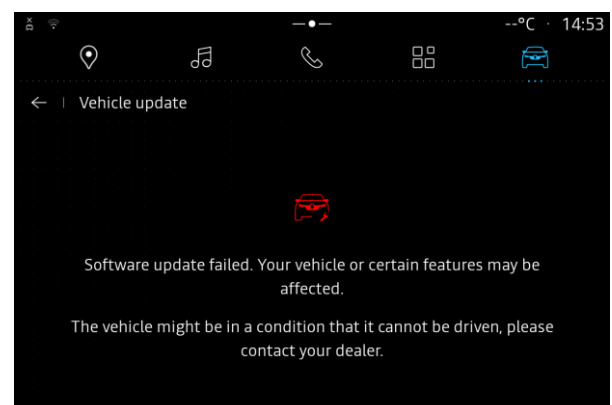 --°C · 14:53
Vehicle update
Software update failed. Your vehicle or certain features may be
affected.
The vehicle might be in a condition that it cannot be driven, please
contact your dealer.